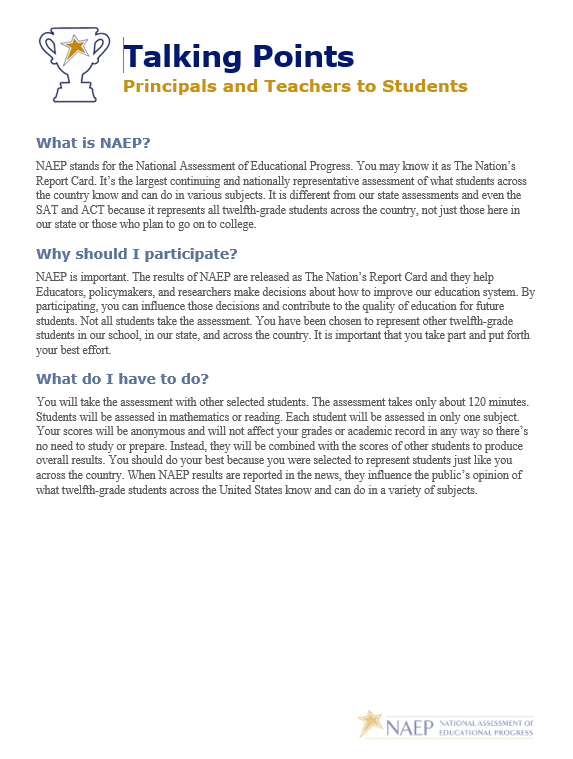 Talking Points
Principals and Teachers to Students
What is NAEP?
NAEP stands for the National Assessment of Educational Progress. You may know it as The Nation’s
Report Card. It’s the largest continuing and nationally representative assessment of what students across
the country know and can do in various subjects. It is different from our state assessments and even the
SAT and ACT because it represents all twelfth-grade students across the country, not just those here in
our state or those who plan to go on to college.
Why should I participate?
NAEP is important. The results of NAEP are released as The Nation’s Report Card and they help
Educators, policymakers, and researchers make decisions about how to improve our education system. By
participating, you can influence those decisions and contribute to the quality of education for future
students. Not all students take the assessment. You have been chosen to represent other twelfth-grade
students in our school, in our state, and across the country. It is important that you take part and put forth
your best effort.
What do I have to do?
You will take the assessment with other selected students. The assessment takes only about 120 minutes.
Students will be assessed in mathematics or reading. Each student will be assessed in only one subject.
Your scores will be anonymous and will not affect your grades or academic record in any way so there’s
no need to study or prepare. Instead, they will be combined with the scores of other students to produce
overall results. You should do your best because you were selected to represent students just like you
across the country. When NAEP results are reported in the news, they influence the public’s opinion of
what twelfth-grade students across the United States know and can do in a variety of subjects.
NAEP NATIONAL ASSESSMENT OF
EDUCATIONAL PROGRESS